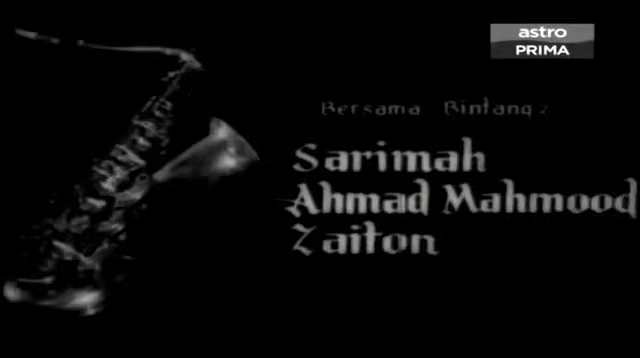 astro
PRIMA
Bersama Bintang2
Sarimah
Ahmad Mahmood
Zaiton